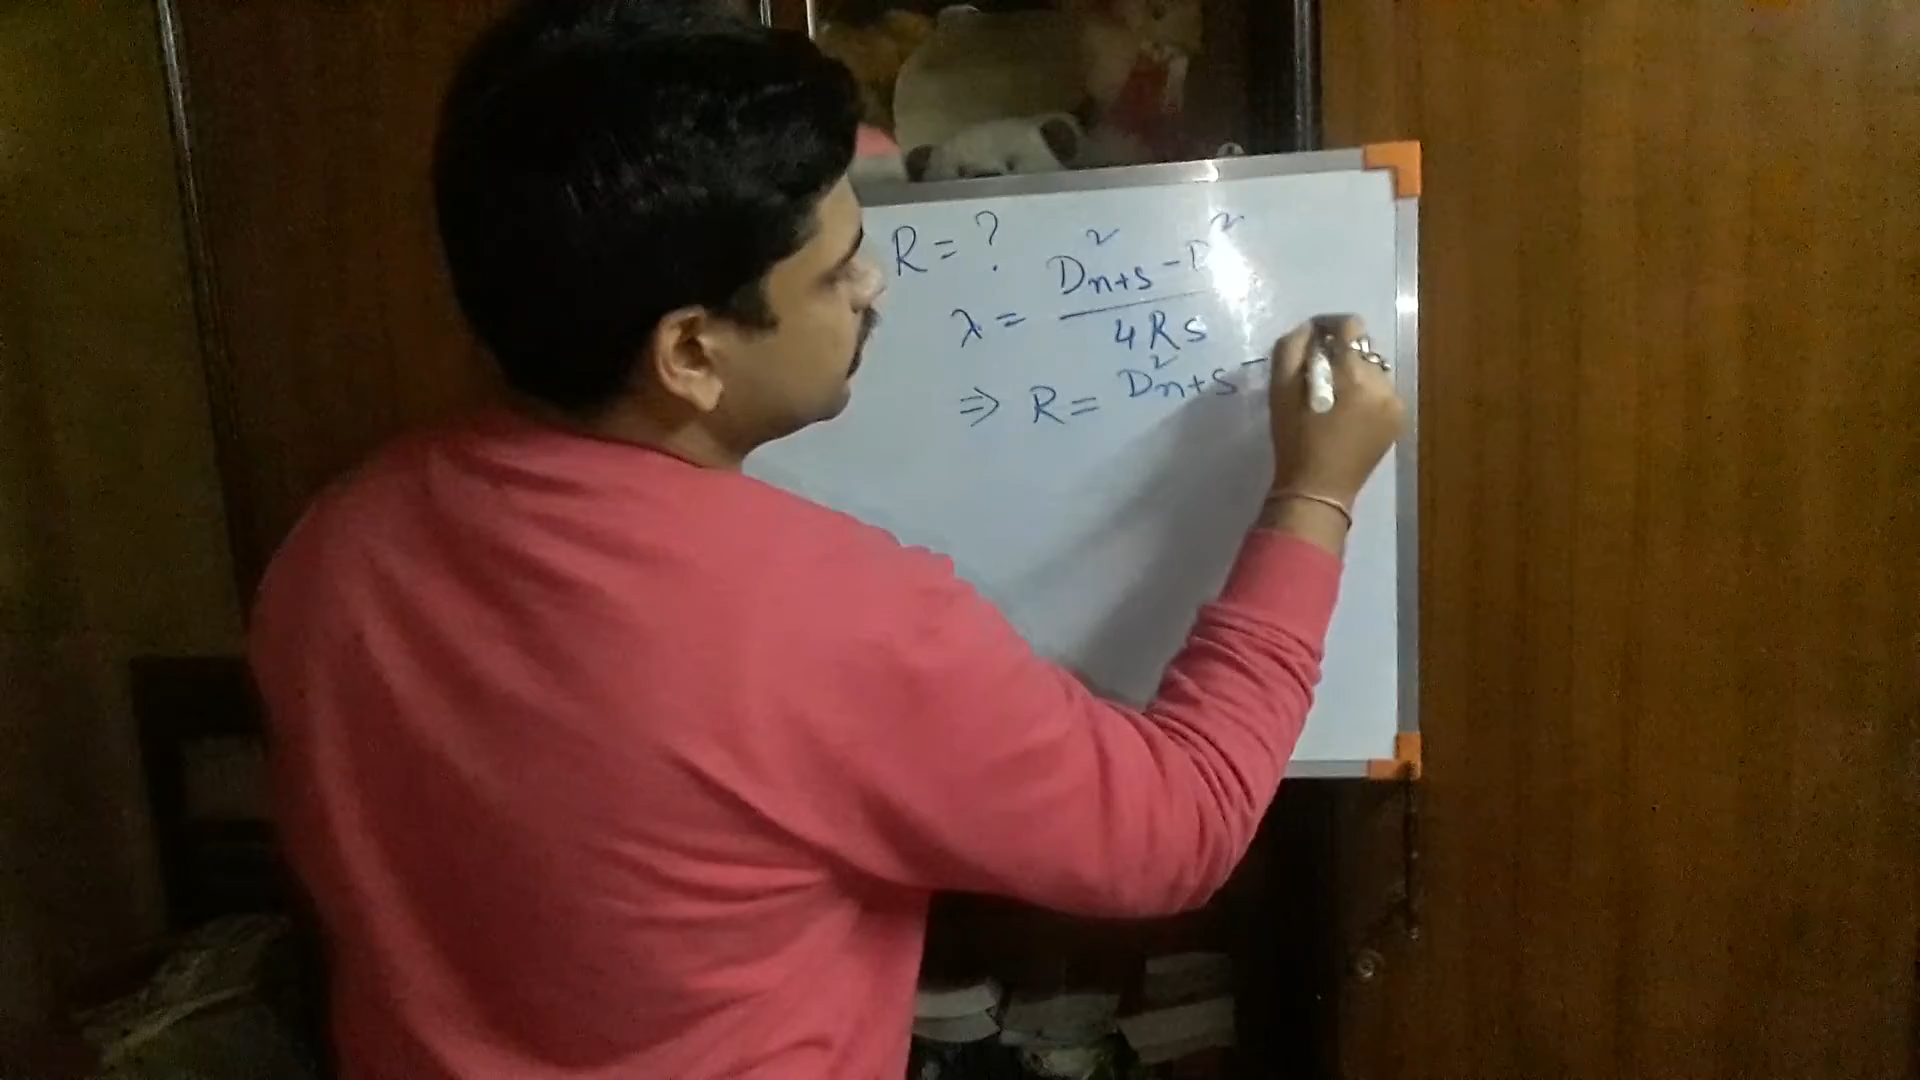 R = ?
λ = (D²n+s - D²) / 4Rs
⇒ R = D²n+s -